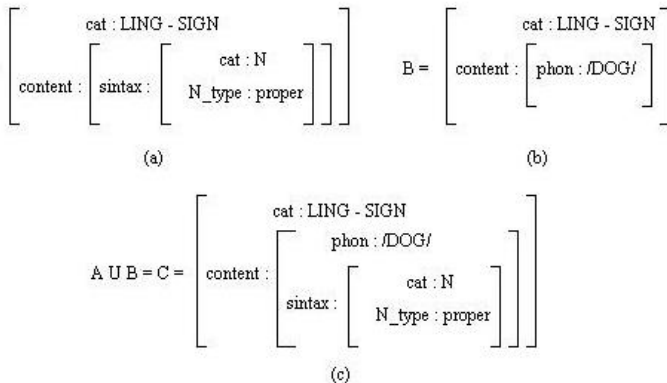 cat : LING - SIGN
cat : N
content : sintax :
N_type : proper
(a)
cat : LING - SIGN
B = content : phon : /DOG/
(b)
cat : LING - SIGN
phon : /DOG/
A U B = C = content :
cat : N
sintax :
N_type : proper
(c)